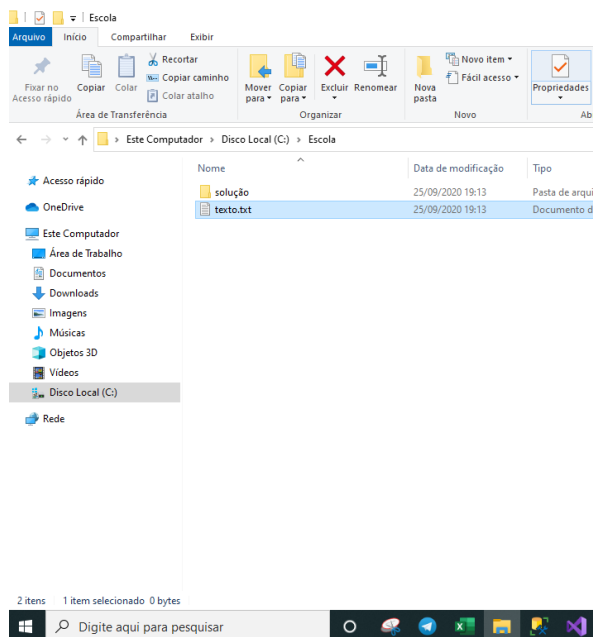 Escola
Arquivo Início Compartilhar Exibir
Fixar no Acesso rápido
Copiar
Colar
Recortar
Copiar caminho
Colar atalho
Mover para
Copiar para
Excluir
Renomear
Nova pasta
Novo item
Fácil acesso
Propriedades
Área de Transferência Organizar Novo
Este Computador > Disco Local (C:) > Escola
Nome Data de modificação Tipo
solução 25/09/2020 19:13 Pasta de arqui
texto.txt 25/09/2020 19:13 Documento d
Acesso rápido
OneDrive
Este Computador
Área de Trabalho
Documentos
Downloads
Imagens
Músicas
Objetos 3D
Vídeos
Disco Local (C:)
Rede
2 itens 1 item selecionado 0 bytes
Digite aqui para pesquisar